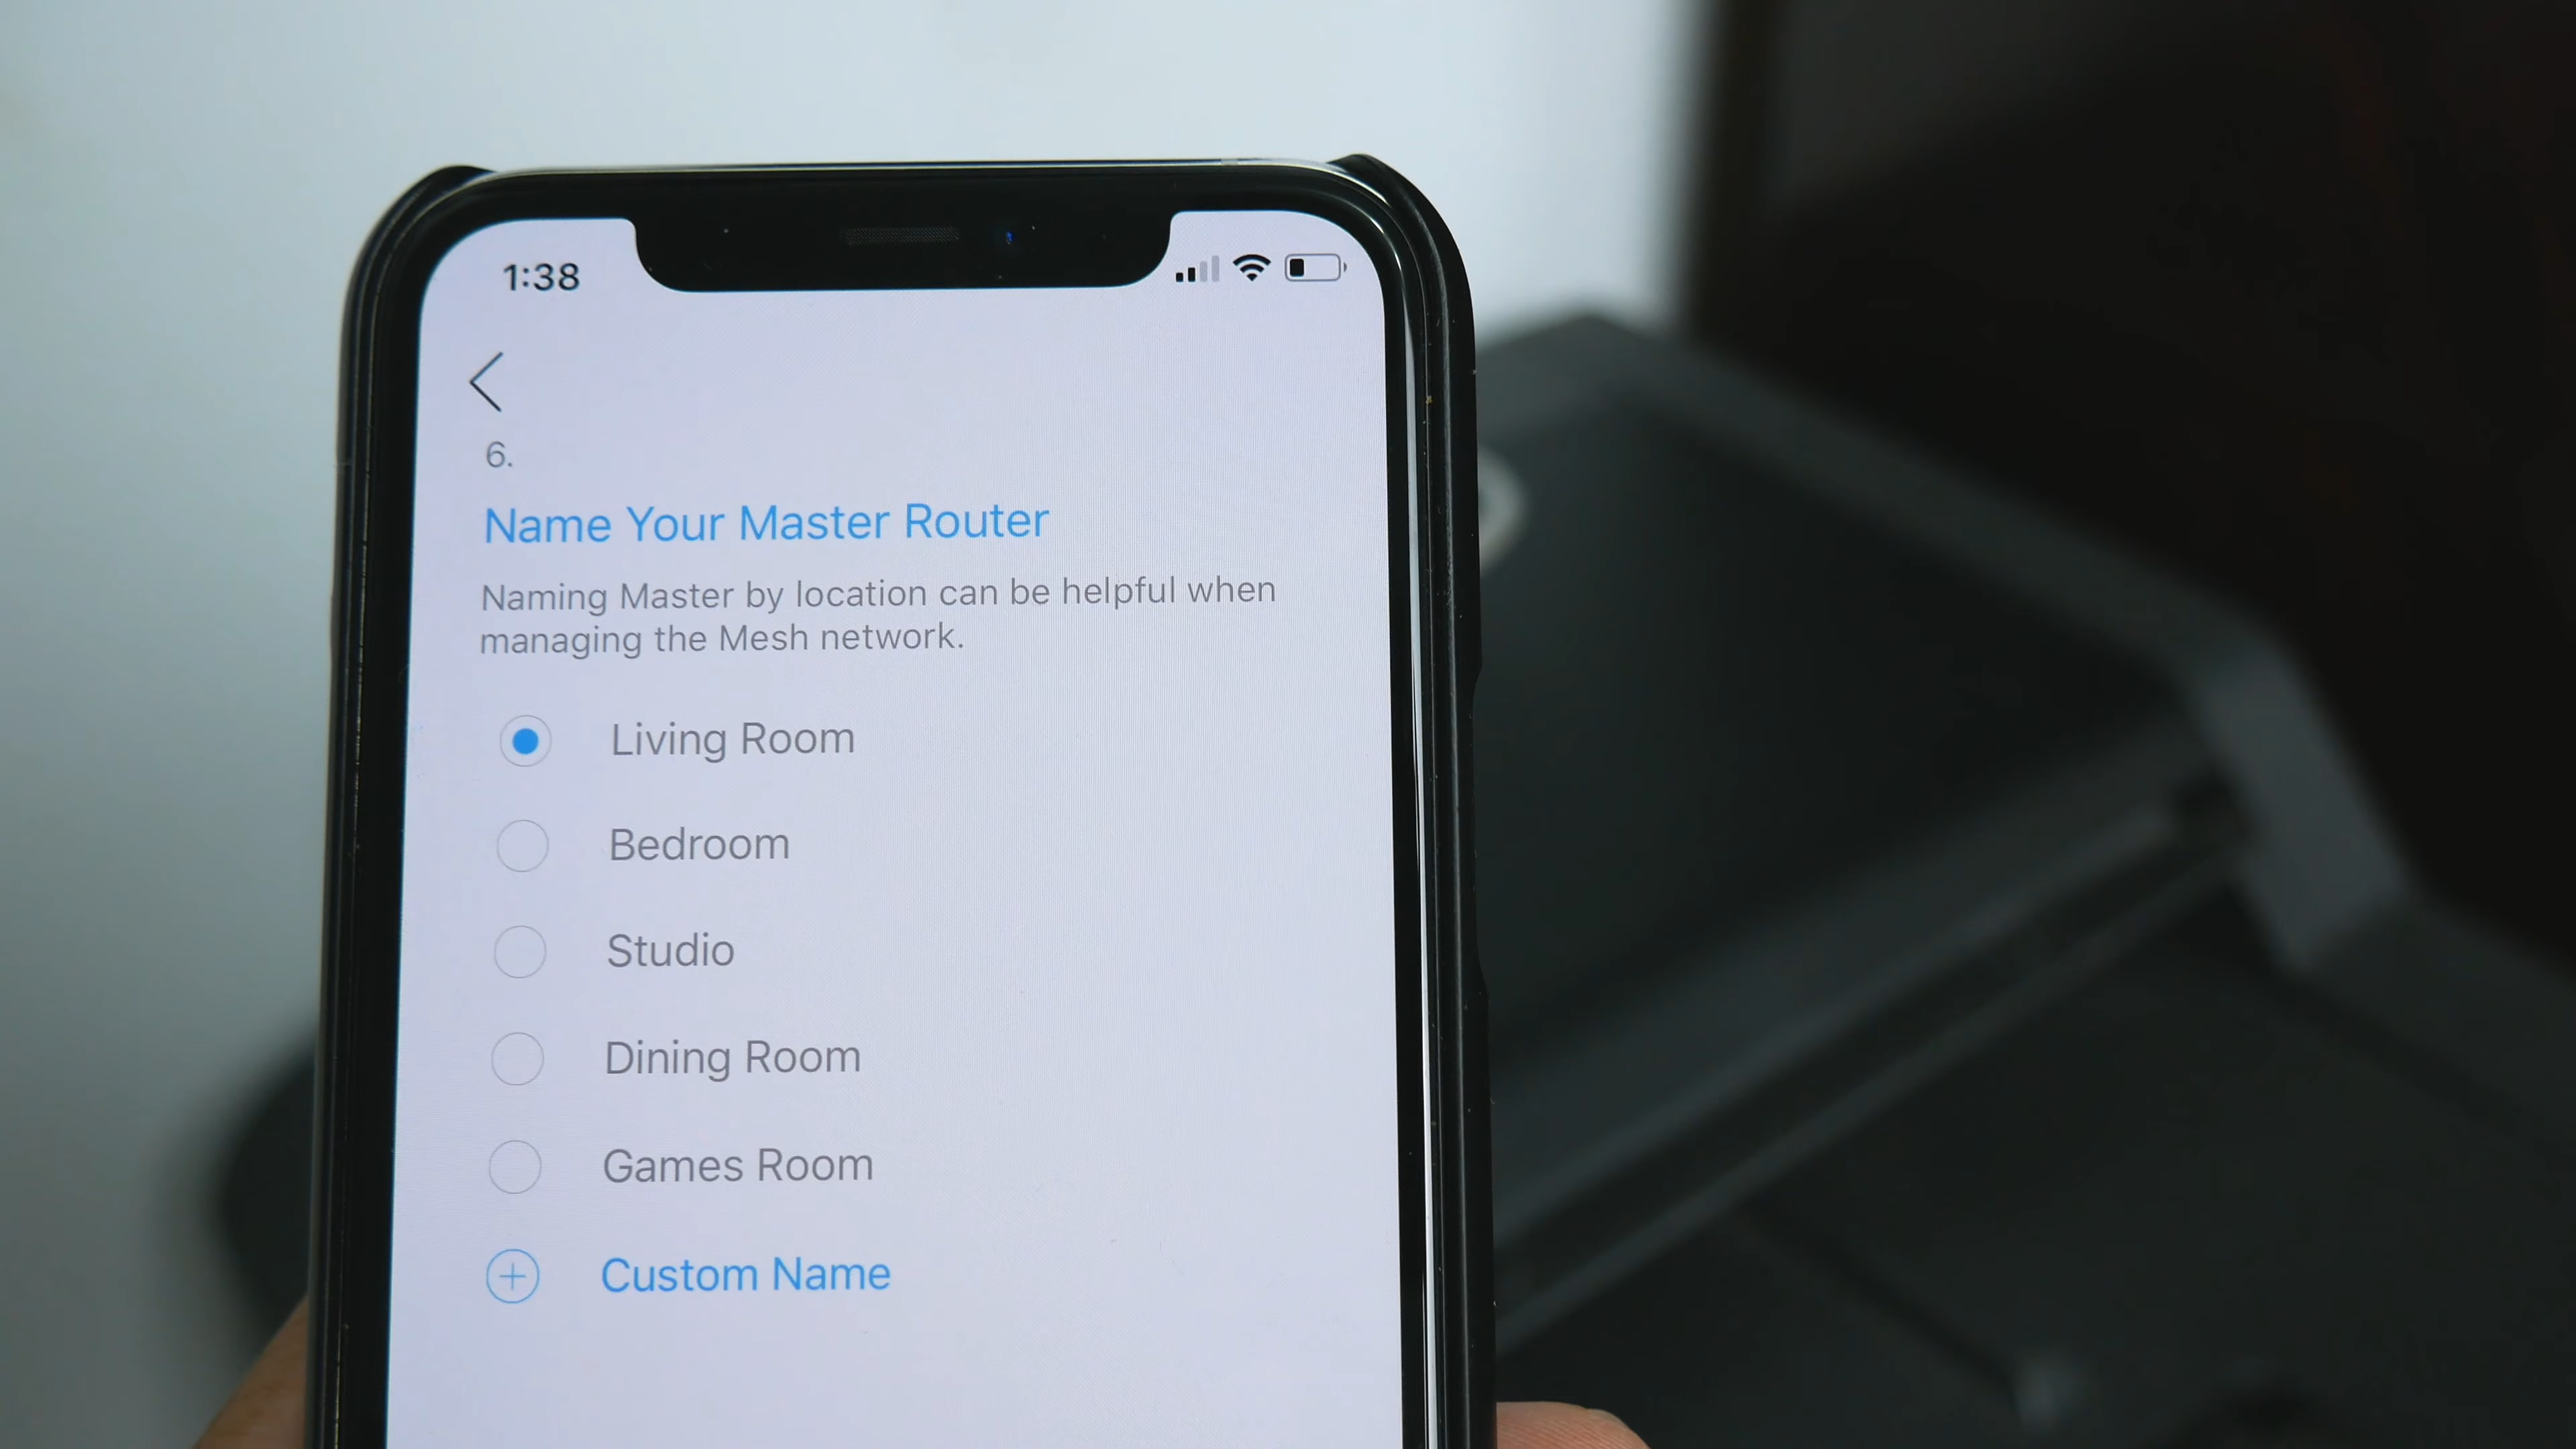 1:38
6.
Name Your Master Router
Naming Master by location can be helpful when
managing the Mesh network.
Living Room
Bedroom
Studio
Dining Room
Games Room
Custom Name